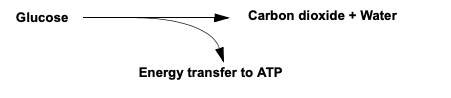 Glucose
Carbon dioxide + Water
Energy transfer to ATP